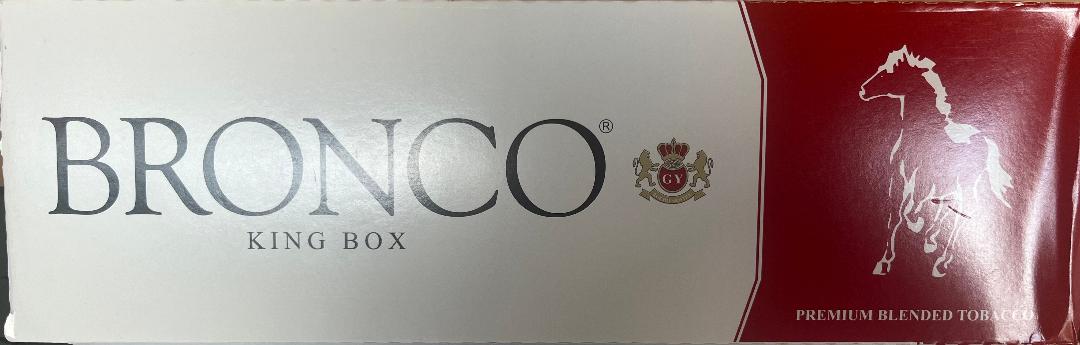 BRONCO®
KING BOX
GY
PREMIUM BLENDED TOBACCO